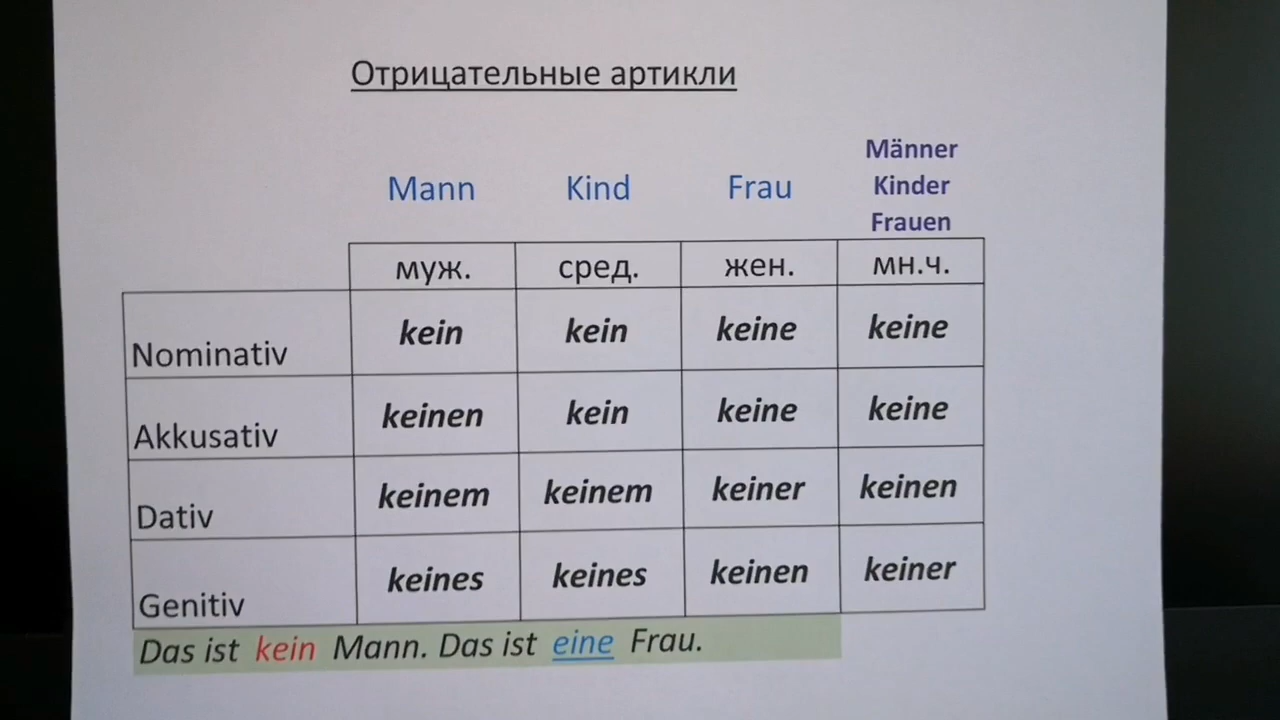 Отрицательные артикли
Männer
Mann Kind Frau Kinder
Frauen
муж. сред. жен. мн.ч.
Nominativ kein kein keine keine
Akkusativ keinen kein keine keine
Dativ keinem keinem keiner keinen
Genitiv keines keines keinen keiner
Das ist kein Mann. Das ist eine Frau.